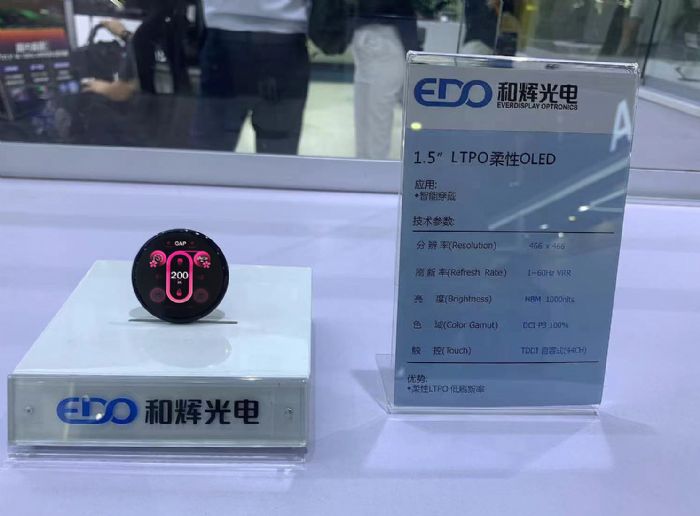 EDO 和辉光电
EVERDISPLAY OPTRONICS
1.5" LTPO柔性OLED
应用:
*智能穿戴
技术参数:
分 辨 率(Resolution) 466 x 466
刷 新 率(Refresh Rate) 1~60Hz VRR
亮 度(Brightness) HBM 1000nits
色 域(Color Gamut) DCI-P3 100%
触 控(Touch) TDDI 自容式(44CH)
优势:
*柔性LTPO 低频低功率
GAP
200
EDO 和辉光电
A